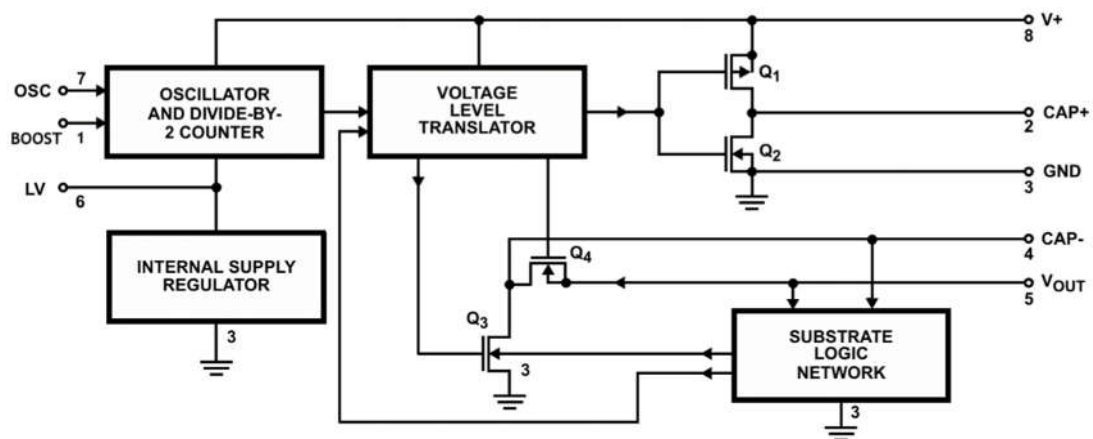 V+
8
OSC
7
BOOST
1
OSCILLATOR
AND DIVIDE-BY-
2 COUNTER
VOLTAGE
LEVEL
TRANSLATOR
Q1
CAP+
2
Q2
GND
3
LV
6
INTERNAL SUPPLY
REGULATOR
3
CAP-
4
Q4
VOUT
5
Q3
3
SUBSTRATE
LOGIC
NETWORK
3